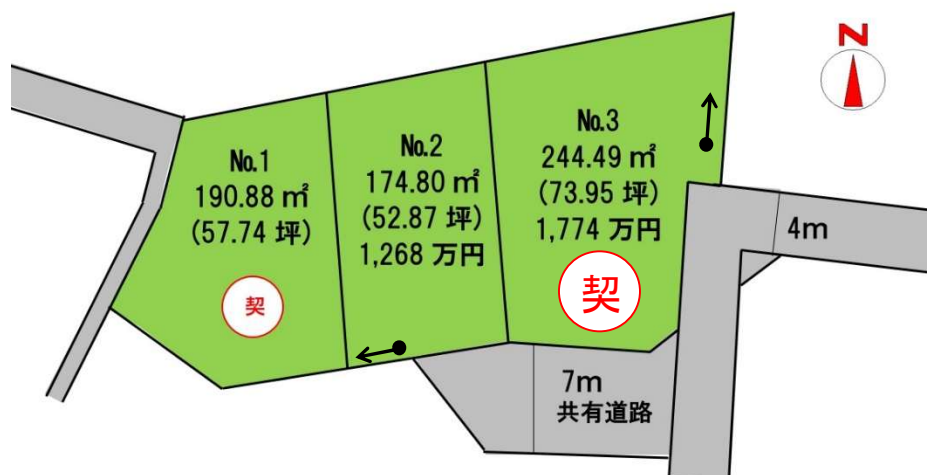 N
No.1
190.88 ㎡
(57.74 坪)
契
No.2
174.80 ㎡
(52.87 坪)
1,268 万円
No.3
244.49 ㎡
(73.95 坪)
1,774 万円
契
4m
7m
共有道路